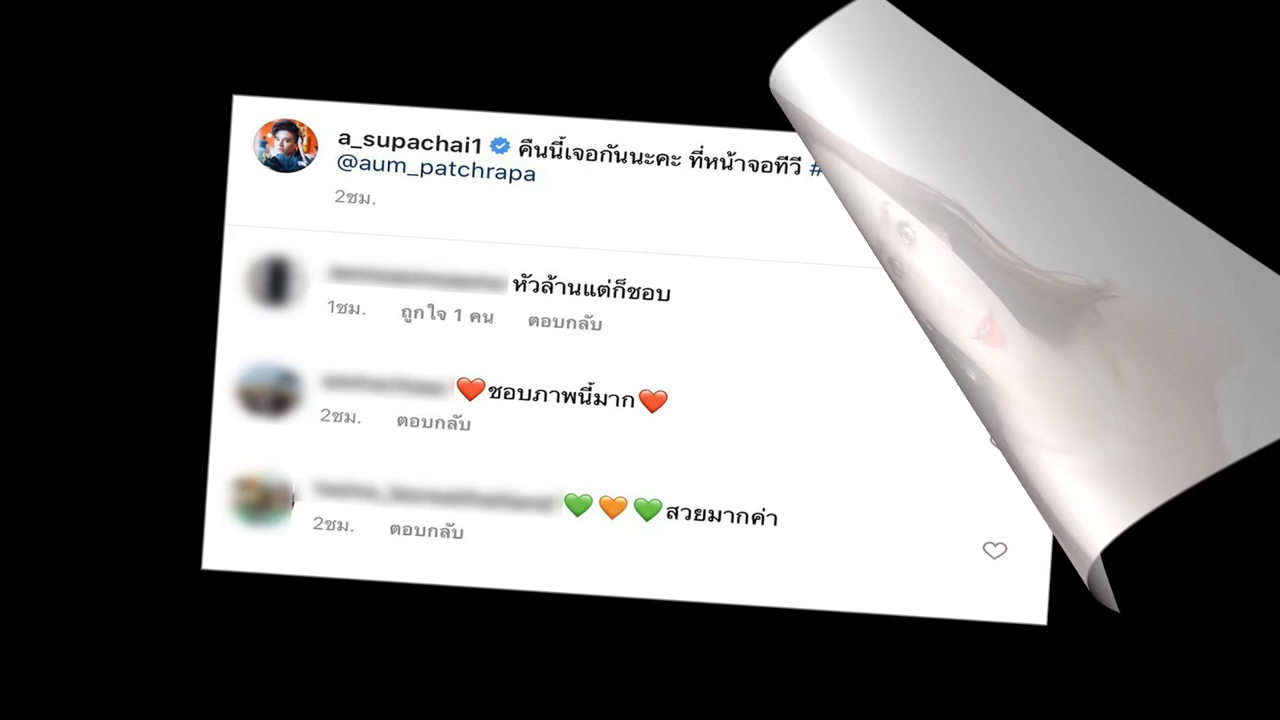 a_supachai1 คืนนี้เจอกันนะคะ ที่หน้าจอทีวี #
@aum_patchrapa
2ชม.
หัวล้านแต่ก็ชอบ
1ชม. ถูกใจ 1 คน ตอบกลับ
❤️ชอบภาพนี้มาก❤️
2ชม. ตอบกลับ
💚🧡💚สวยมากค่า
2ชม. ตอบกลับ